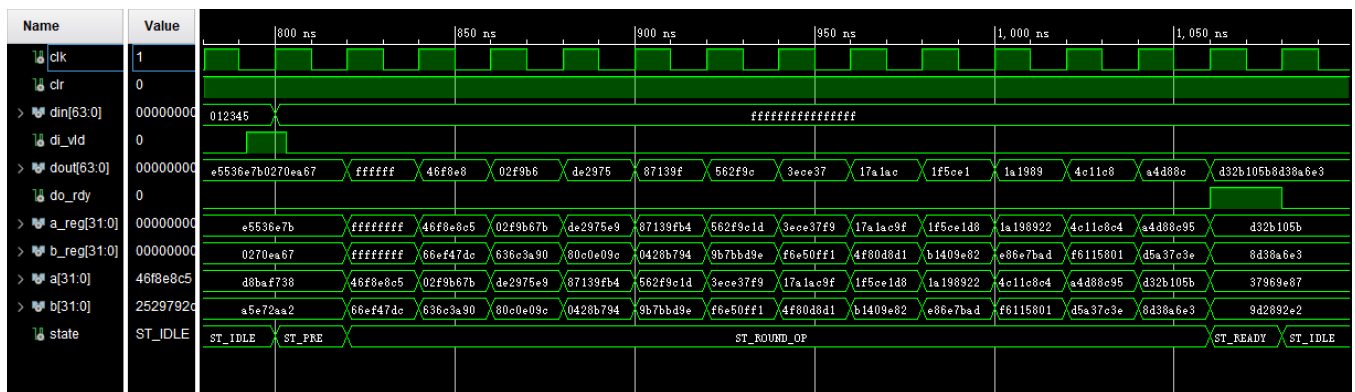 Name Value 800 ns 850 ns 900 ns 950 ns 1,000 ns 1,050 ns
clk 1
clr 0
din[63:0] 00000000 012345 ffffffffffffffff
di_vld 0
dout[63:0] 00000000 e5536e7b0270ea67 ffffff 46f8e8 02f9b6 de2975 87139f 562f9c 3ece37 17a1ac 1f5ce1 1a1989 4c11c8 a4d88c d32b105b8d38a6e3
do_rdy 0
a_reg[31:0] 00000000 e5536e7b ffffffff 46f8e8c5 02f9b67b de2975e9 87139fb4 562f9c1d 3ece37f9 17a1ac9f 1f5ce1d8 1a198922 4c11c8c4 a4d88c95 d32b105b
b_reg[31:0] 00000000 0270ea67 ffffffff 66ef47dc 636c3a90 80c0e09c 0428b794 9b7bbd9e f6e50ff1 4f80d8d1 b1409e82 e86e7bad f6115801 d5a37c3e 8d38a6e3
a[31:0] 46f8e8c5 d8baf738 46f8e8c5 02f9b67b de2975e9 87139fb4 562f9c1d 3ece37f9 17a1ac9f 1f5ce1d8 1a198922 4c11c8c4 a4d88c95 d32b105b 37969e87
b[31:0] 2529792c a5e72aa2 66ef47dc 636c3a90 80c0e09c 0428b794 9b7bbd9e f6e50ff1 4f80d8d1 b1409e82 e86e7bad f6115801 d5a37c3e 8d38a6e3 9d2892e2
state ST_IDLE ST_IDLE ST_PRE ST_ROUND_OP ST_READY ST_IDLE